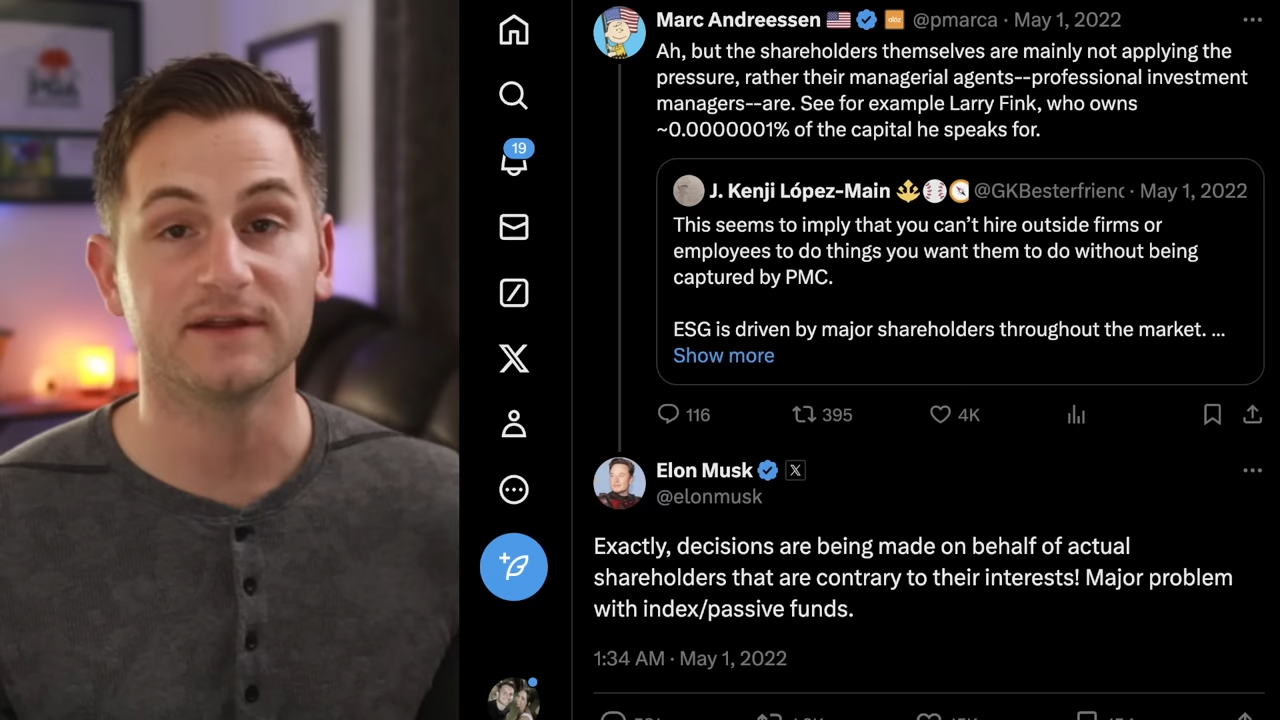 PGA
19
Marc Andreessen @pmarca · May 1, 2022
Ah, but the shareholders themselves are mainly not applying the
pressure, rather their managerial agents--professional investment
managers--are. See for example Larry Fink, who owns
~0.0000001% of the capital he speaks for.
J. Kenji López-Main @GKBesterfrienc · May 1, 2022
This seems to imply that you can’t hire outside firms or
employees to do things you want them to do without being
captured by PMC.
ESG is driven by major shareholders throughout the market. ...
Show more
116 395 4K
Elon Musk
@elonmusk
Exactly, decisions are being made on behalf of actual
shareholders that are contrary to their interests! Major problem
with index/passive funds.
1:34 AM · May 1, 2022